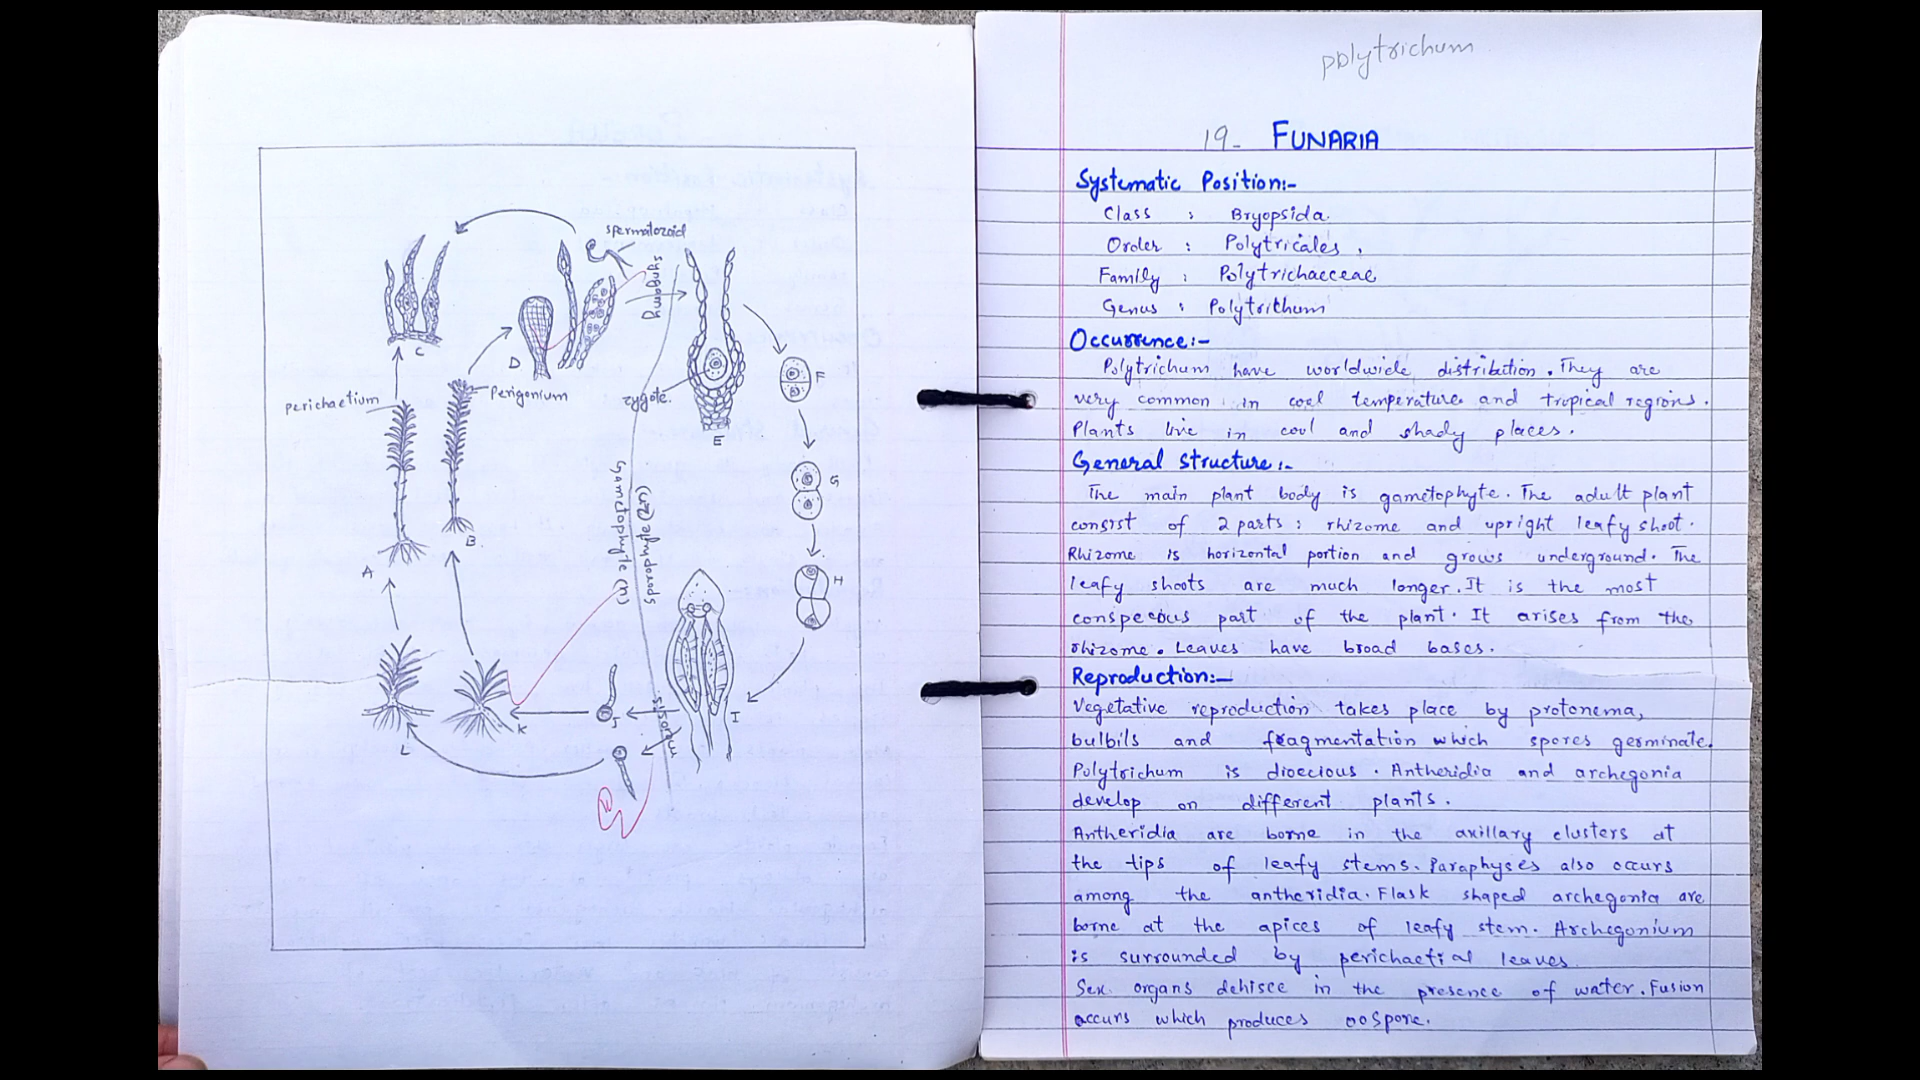 spermatozoid
syngamy
C
D
F
perichaetium
Perigonium
zygote.
E
G
sporophyte (2n)
Gametophyte (n)
B
A
H
I
J
K
L
polytrichum
19- FUNARIA
Systematic Position:-
Class : Bryopsida.
Order : Polytricales,
Family : Polytrichacceae
Genus : Polytrithum
Occurrence:-
Polytrichum have worldwide distribution. They are
very common in cool temperature and tropical regions.
Plants live in cool and shady places.
General structure:-
The main plant body is gametophyte. The adult plant
consist of 2 parts: rhizome and upright leafy shoot.
Rhizome is horizontal portion and grows underground. The
leafy shoots are much longer. It is the most
conspecous part of the plant. It arises from the
rhizome. Leaves have broad bases.
Reproduction:-
Vegetative reproduction takes place by protonema,
bulbils and fragmentation which spores germinate.
Polytrichum is dioecious. Antheridia and archegonia
develop on different plants.
Antheridia are borne in the axillary clusters at
the tips of leafy stems. Paraphyses also occurs
among the antheridia. Flask shaped archegonia are
borne at the apices of leafy stem. Archegonium
is surrounded by perichaetial leaves
Sex organs dehisce in the presence of water. Fusion
occurs which produces oospore.